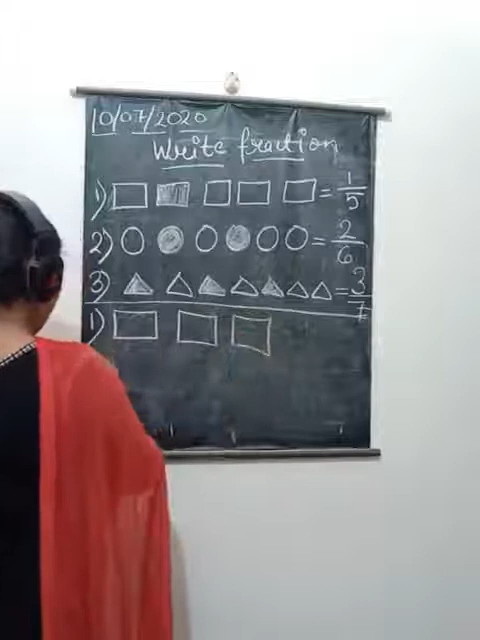 10/07/2020
Write fraction
1) = 1/5
2) = 2/6
3) = 3/7
1)